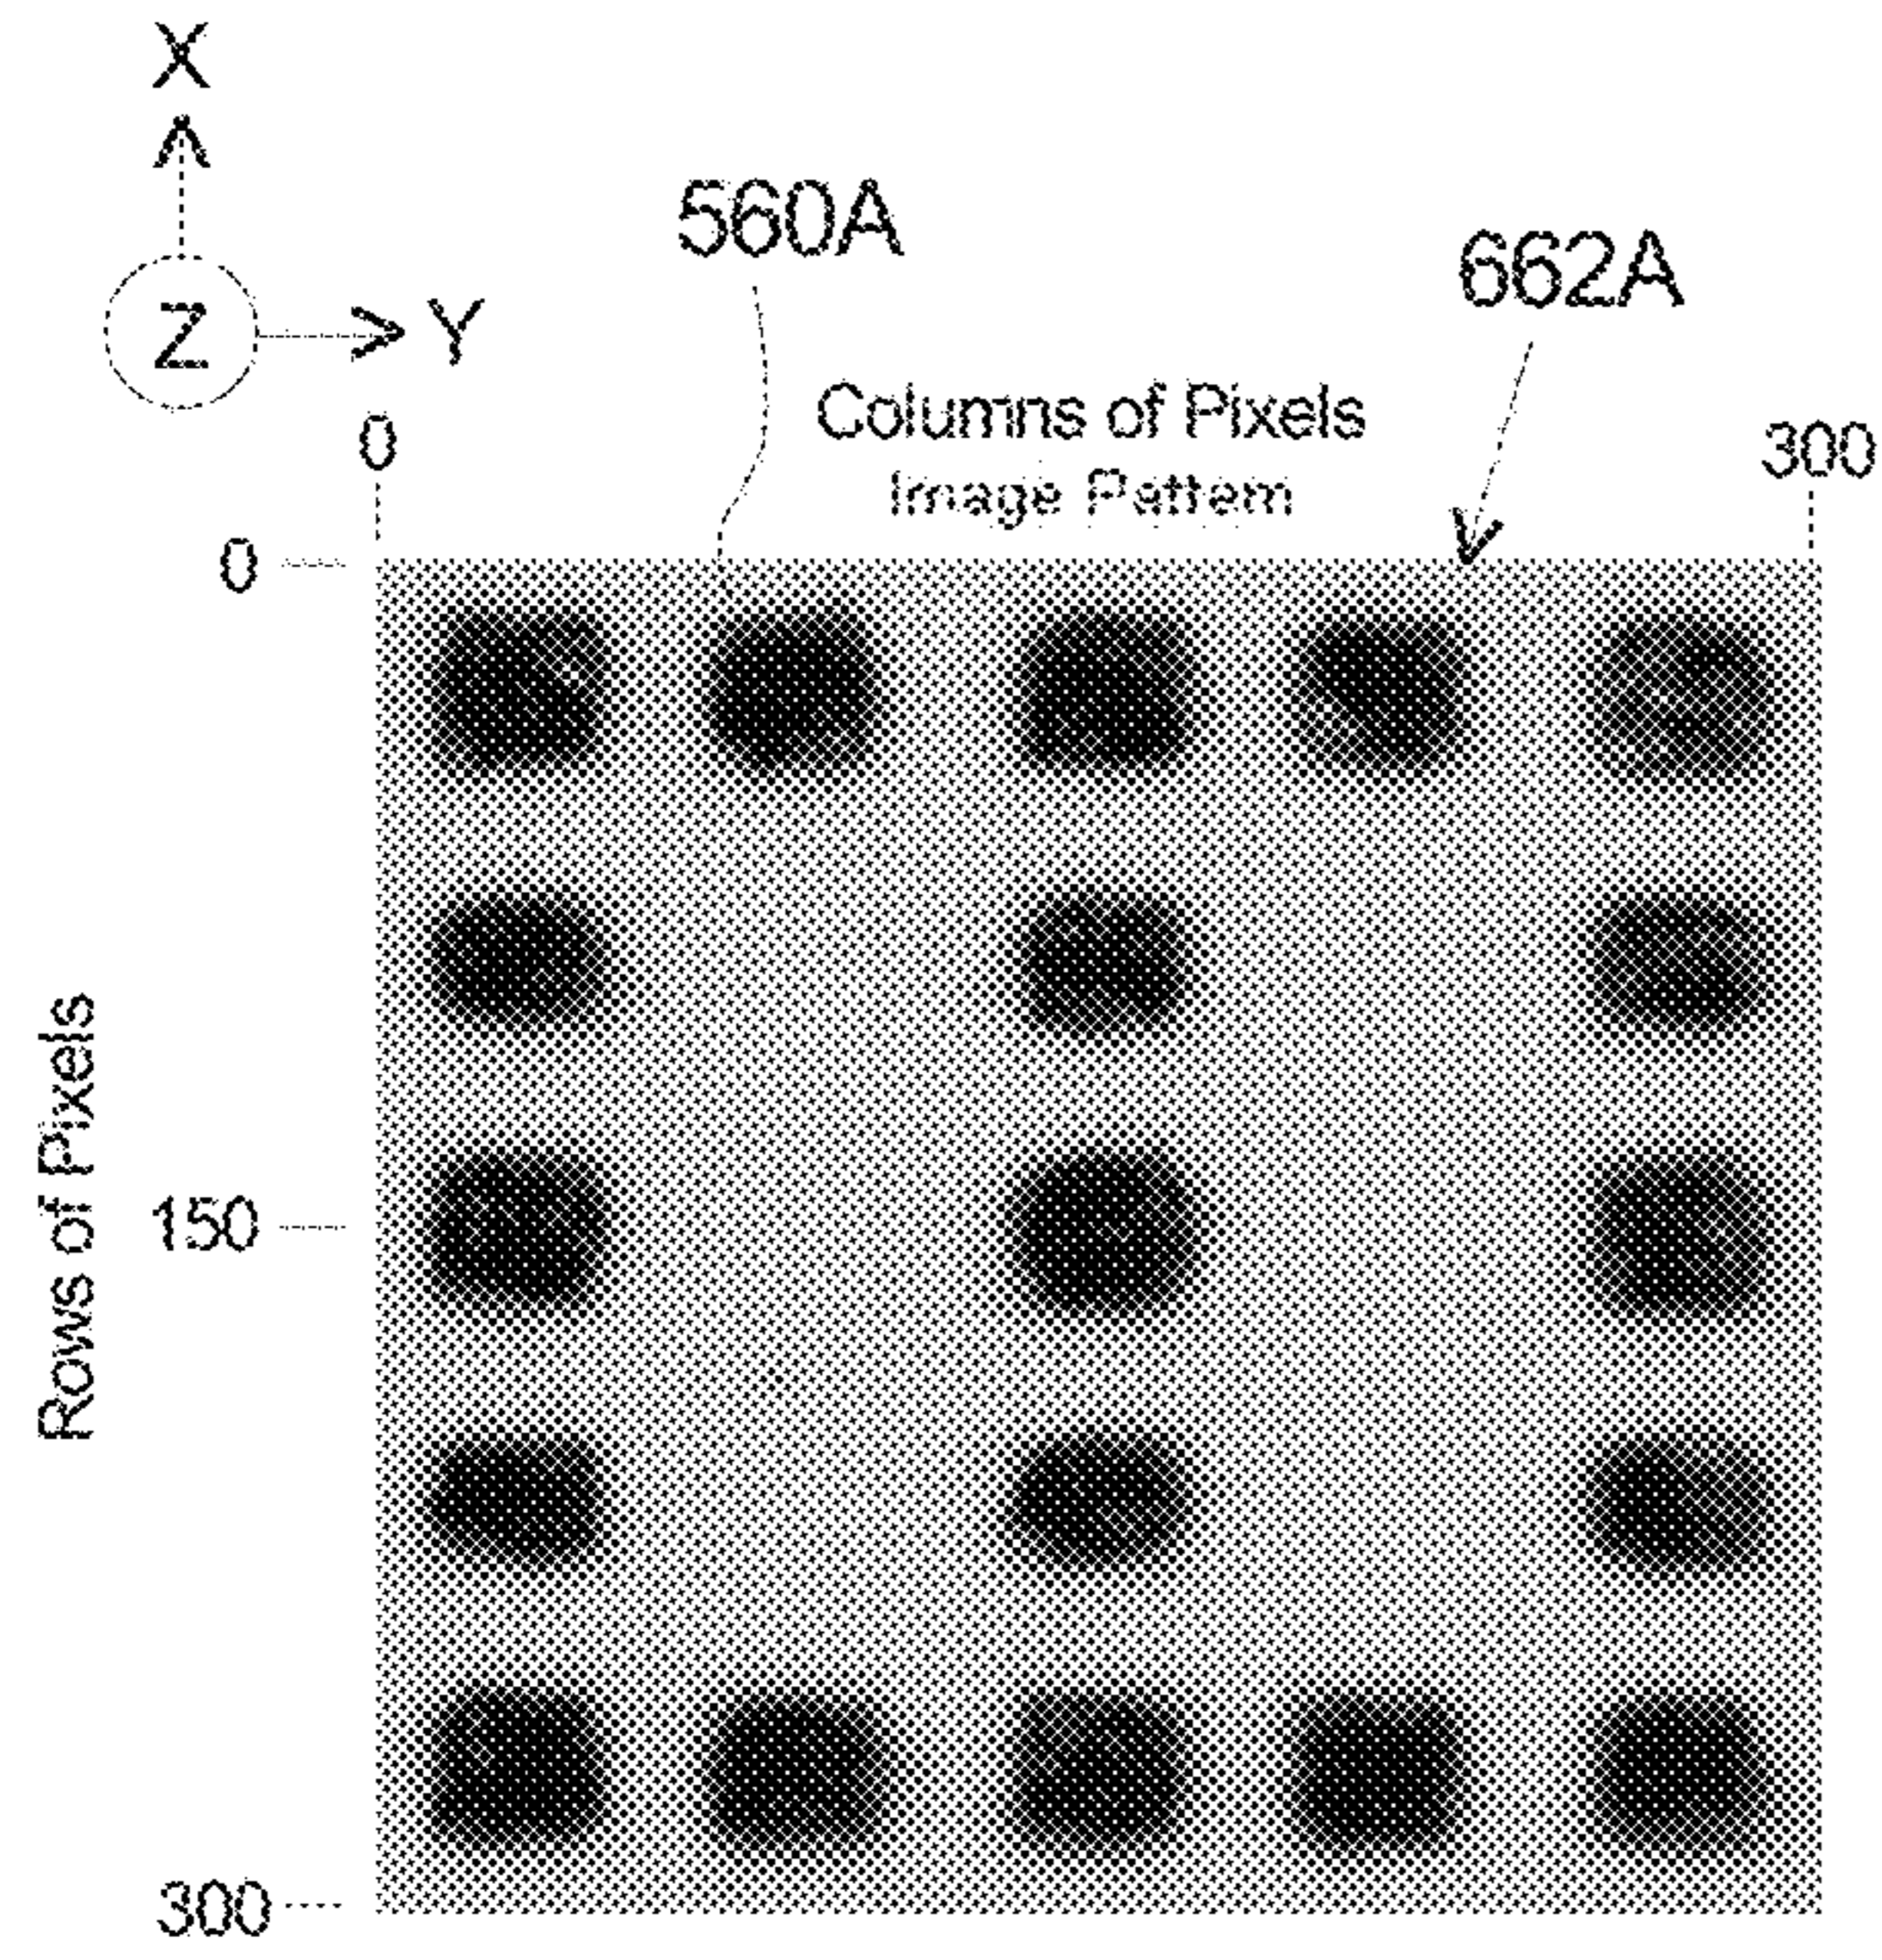 X
560A
662A
Z
Y
Columns of Pixels
0
300
Image Pattern
0
Rows of Pixels
150
300